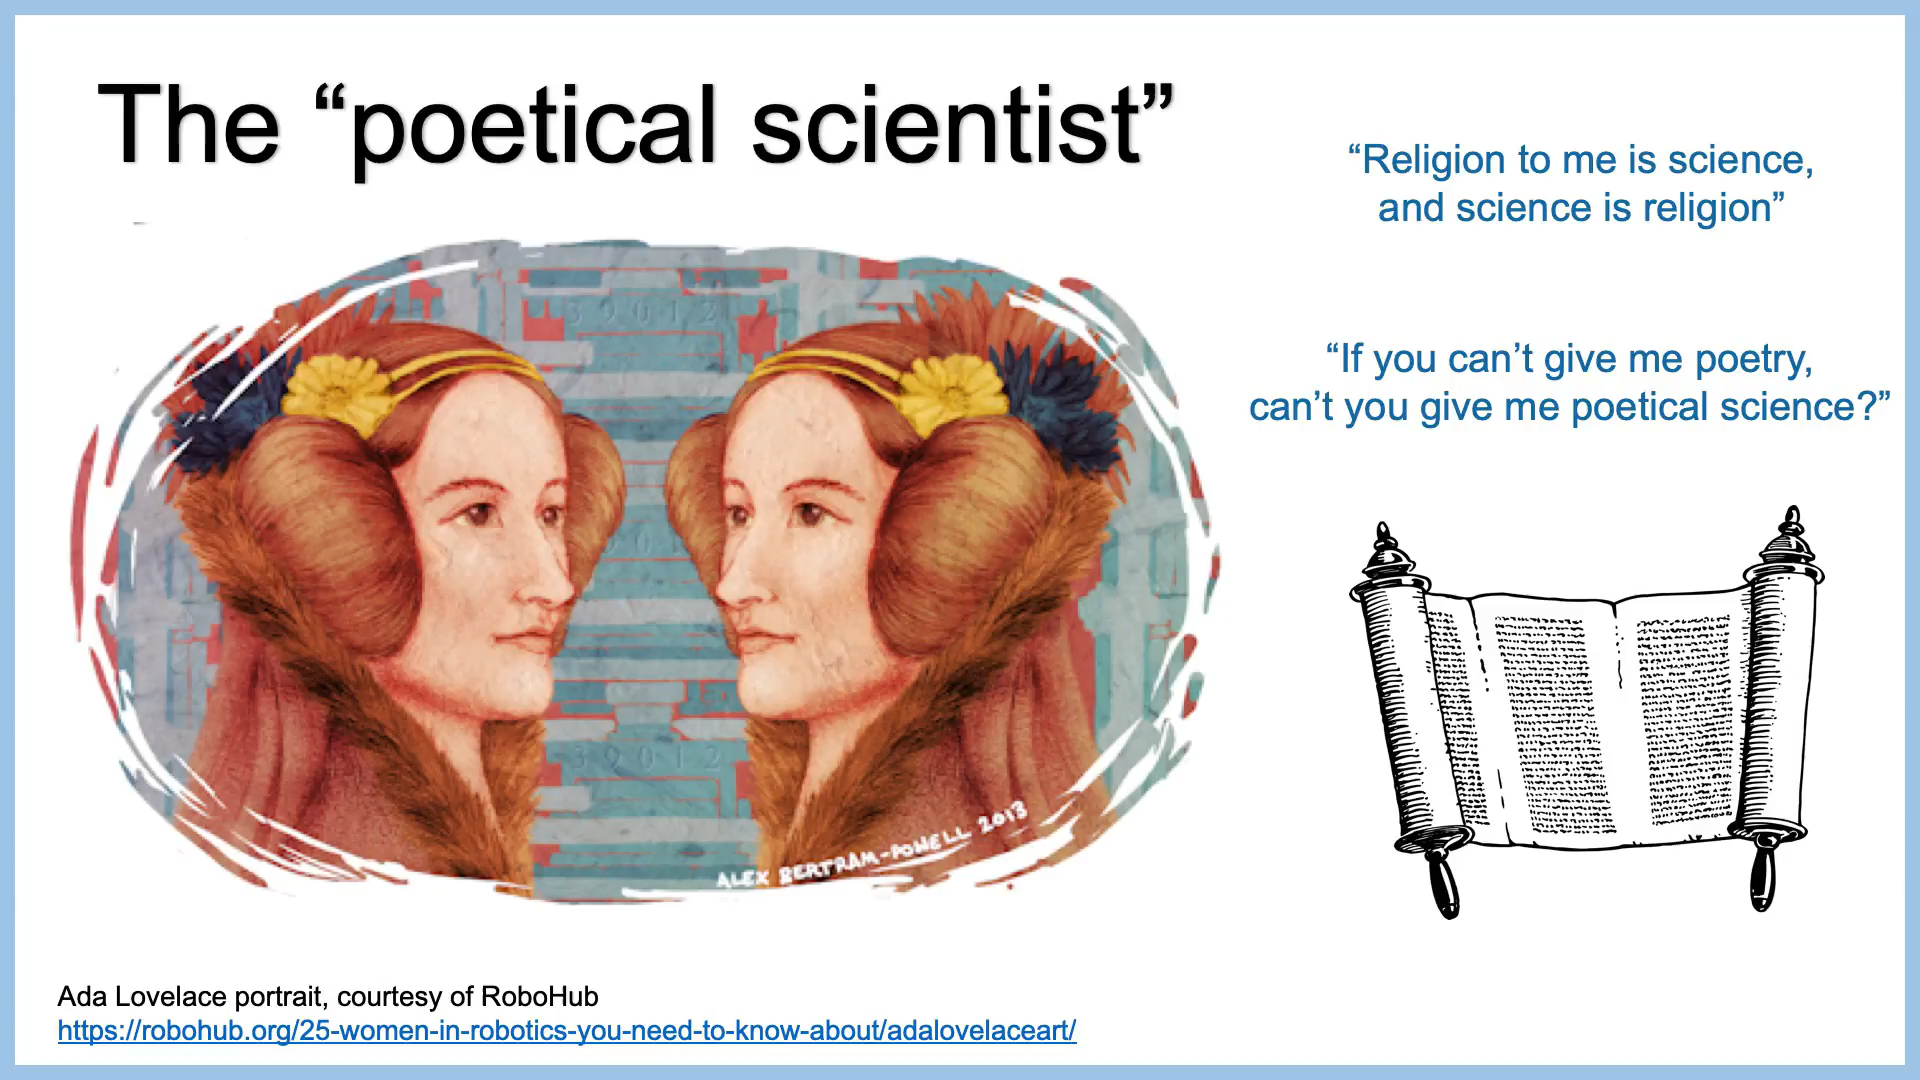 The “poetical scientist”
“Religion to me is science,
and science is religion”
“If you can’t give me poetry,
can’t you give me poetical science?”
39012
39012
ALEX BERTRAM-POWELL 2013
Ada Lovelace portrait, courtesy of RoboHub
https://robohub.org/25-women-in-robotics-you-need-to-know-about/adalovelaceart/